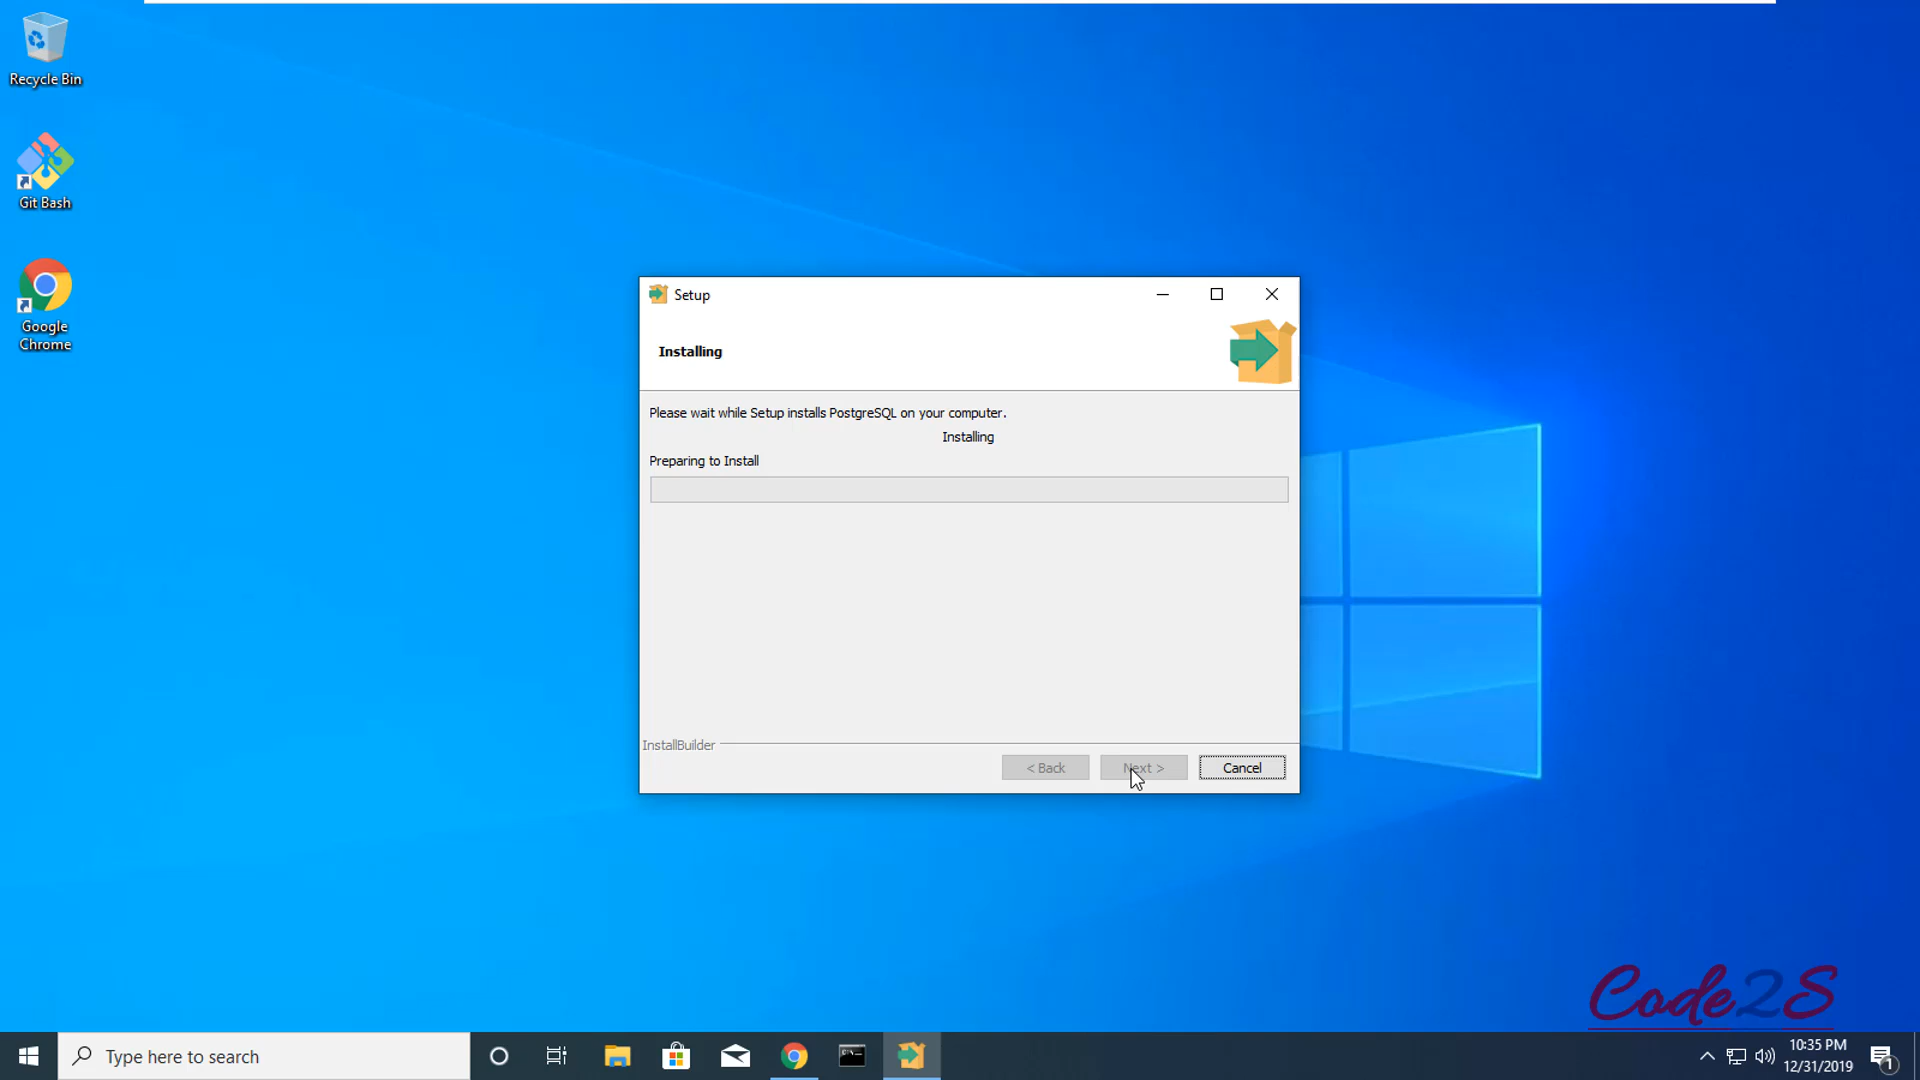 Recycle Bin
Git Bash
Google
Chrome
Setup
Installing
Please wait while Setup installs PostgreSQL on your computer.
Installing
Preparing to Install
InstallBuilder
< Back
Next >
Cancel
Code2S
Type here to search
10:35 PM
12/31/2019
1